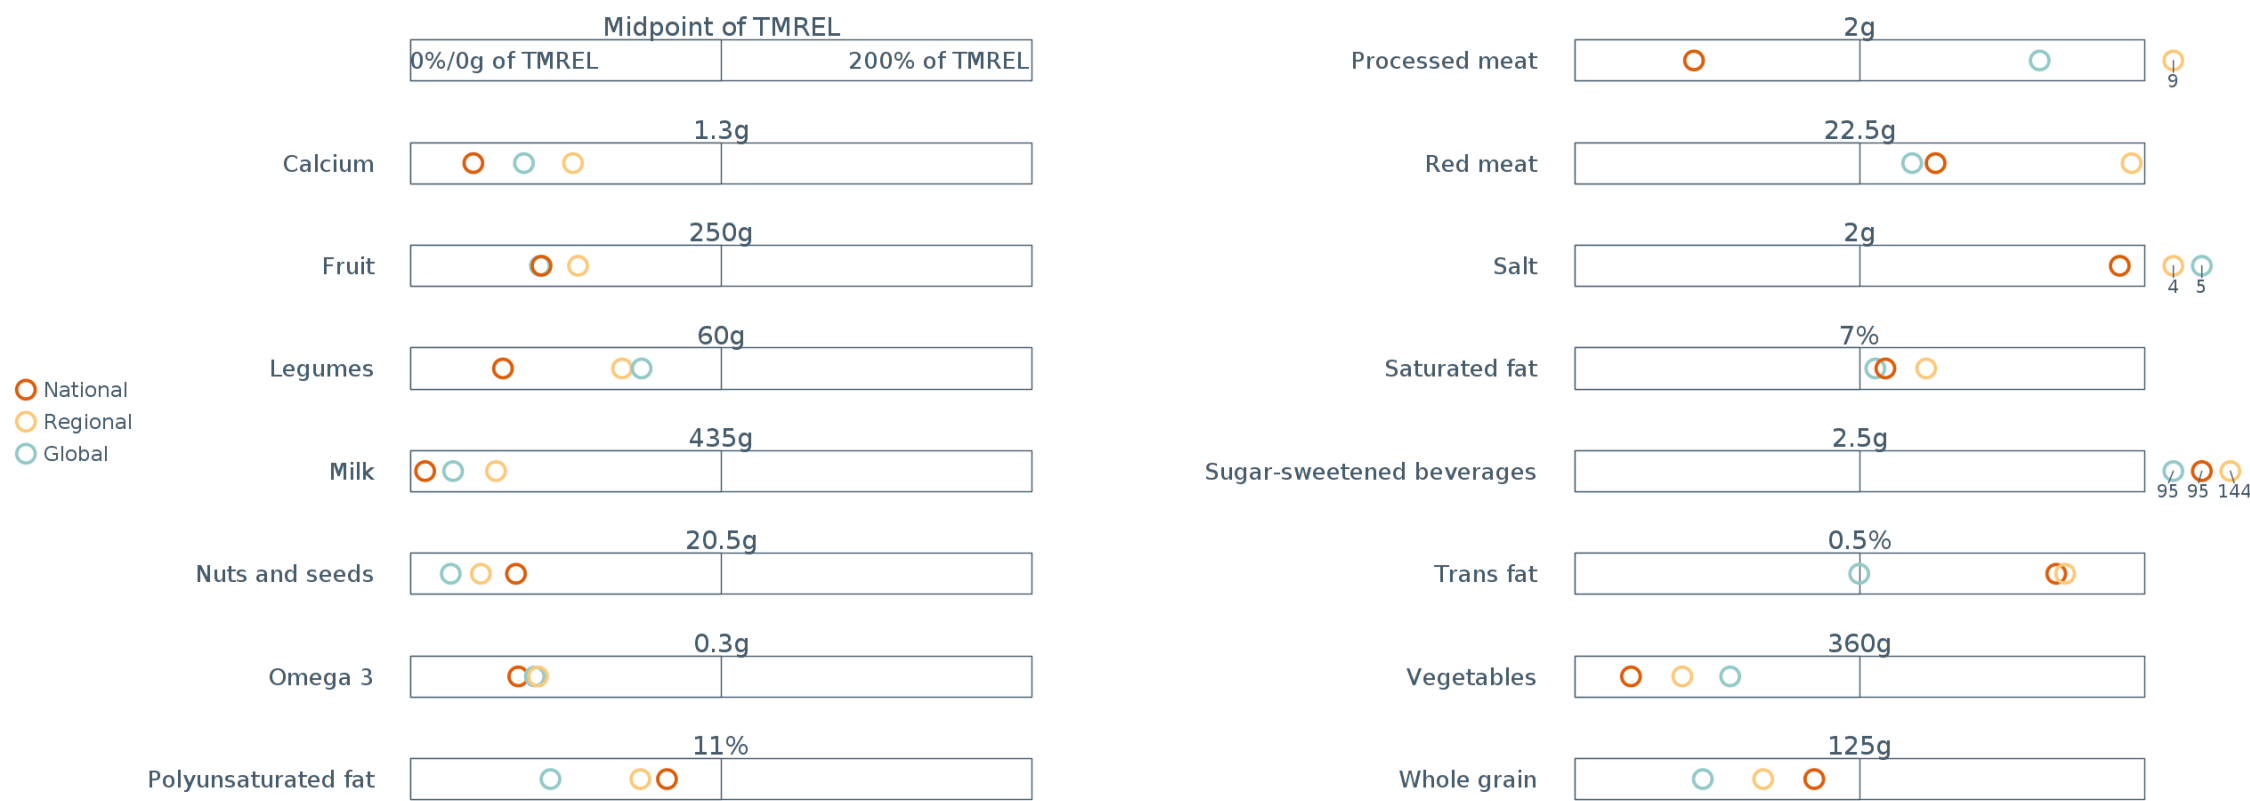 Midpoint of TMREL
0%/0g of TMREL 200% of TMREL
1.3g
Calcium
250g
Fruit
60g
Legumes
435g
Milk
20.5g
Nuts and seeds
0.3g
Omega 3
11%
Polyunsaturated fat
National
Regional
Global
2g
Processed meat
9
22.5g
Red meat
2g
Salt
4 5
7%
Saturated fat
2.5g
Sugar-sweetened beverages
95 95 144
0.5%
Trans fat
360g
Vegetables
125g
Whole grain